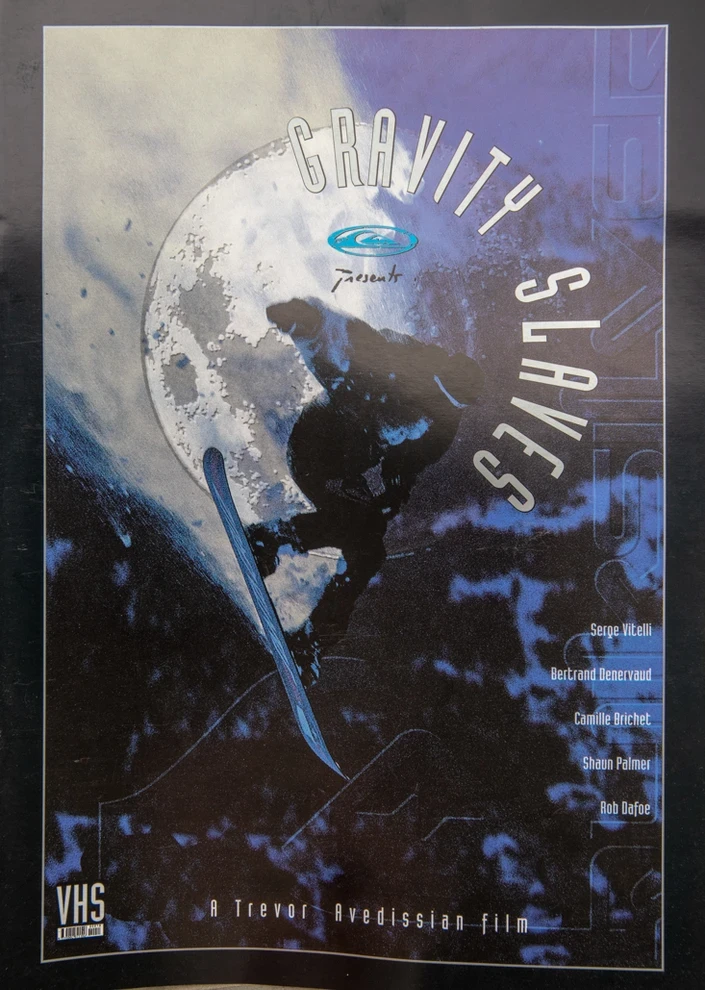 GRAVITY SLAVES
Presents
Serge Vitelli
Bertrand Denervaud
Camille Brichet
Shaun Palmer
Rob Dafoe
VHS
A Trevor Avedissian film